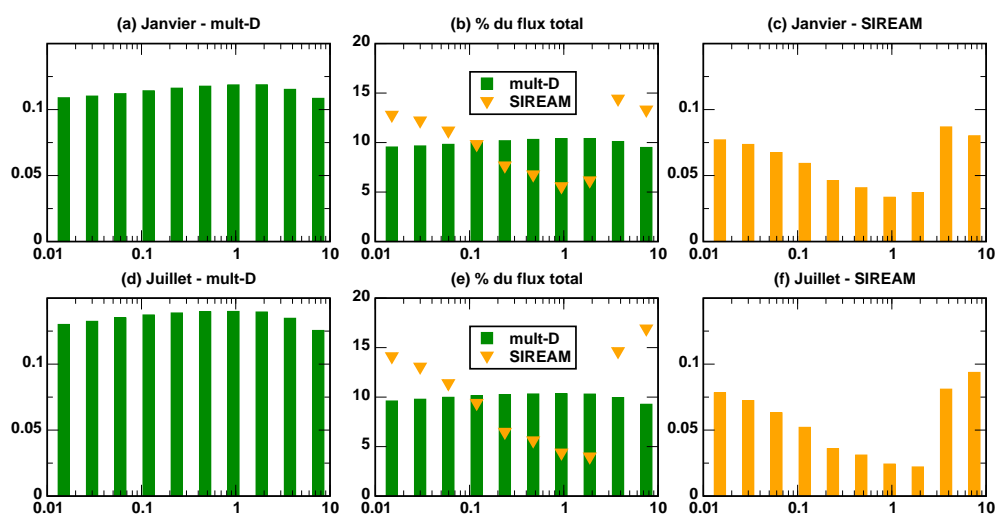 (a) Janvier - mult-D
(b) % du flux total
(c) Janvier - SIREAM
0.1
0.05
0
0.01 0.1 1 10
20
15
10
5
0
mult-D
SIREAM
0.01 0.1 1 10
0.1
0.05
0
0.01 0.1 1 10
(d) Juillet - mult-D
(e) % du flux total
(f) Juillet - SIREAM
0.1
0.05
0
0.01 0.1 1 10
20
15
10
5
0
mult-D
SIREAM
0.01 0.1 1 10
0.1
0.05
0
0.01 0.1 1 10